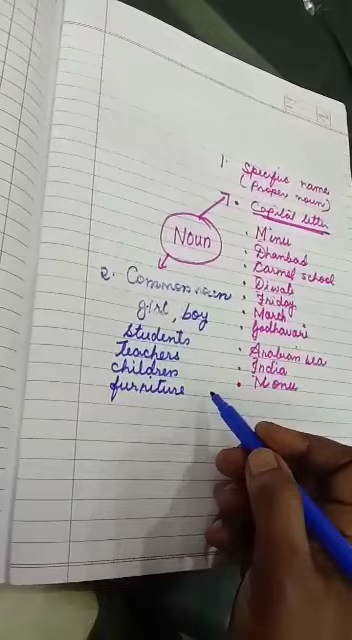 1. Specific name
(Proper noun)
• Capital letter
Noun
• Minu
• Dhanbad
• Carmel school
• Diwali
• Friday
• March
• Godhavari
• Arabian sea
• India
• Monu
2. Common noun
girl, boy
students
Teachers
children
furniture